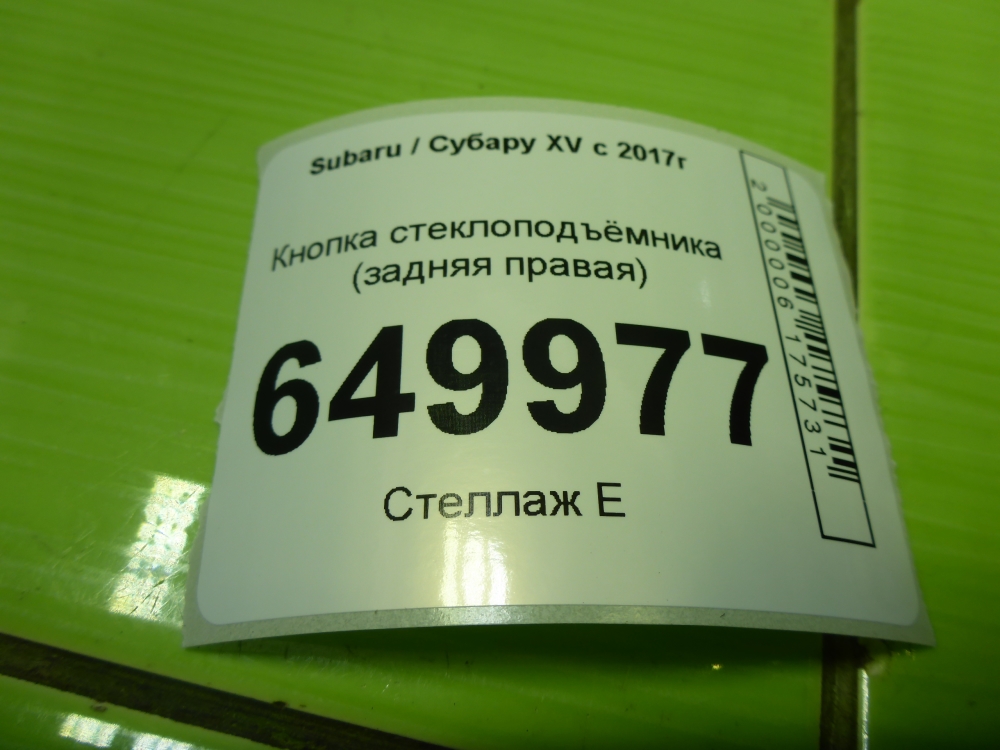 Subaru / Субару XV с 2017г
Кнопка стеклоподъёмника
(задняя правая)
649977
Стеллаж Е
2000006175731